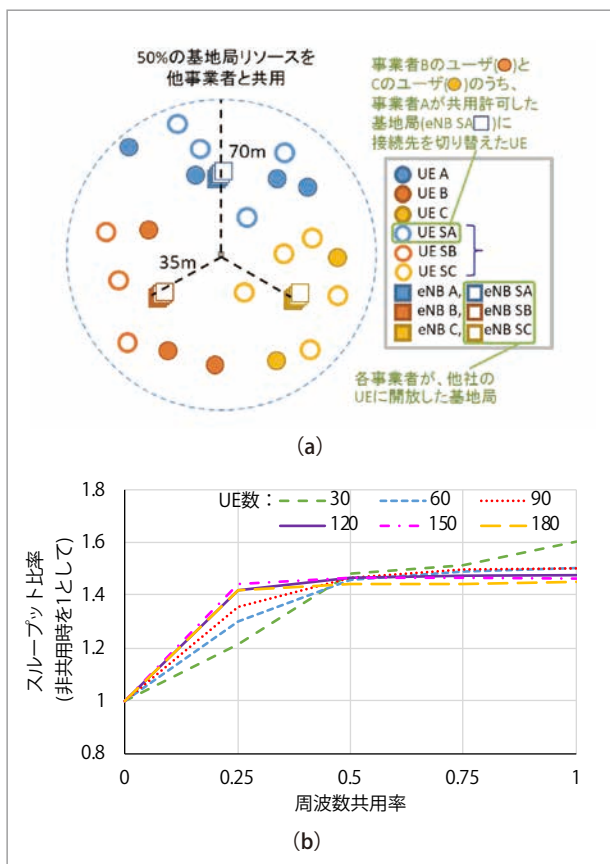 50%の基地局リソースを
他事業者と共用
事業者Bのユーザ(●)と
Cのユーザ(●)のうち、
事業者Aが共用許可した
基地局(eNB SA□)に
接続先を切り替えたUE
70m
35m
UE A
UE B
UE C
UE SA
UE SB
UE SC
eNB A, eNB SA
eNB B, eNB SB
eNB C, eNB SC
各事業者が、他社の
UEに開放した基地局
(a)
UE数：30 60 90
120 150 180
スループット比率
(非共用時を1として)
1.8
1.6
1.4
1.2
1
0.8
0 0.25 0.5 0.75 1
周波数共用率
(b)